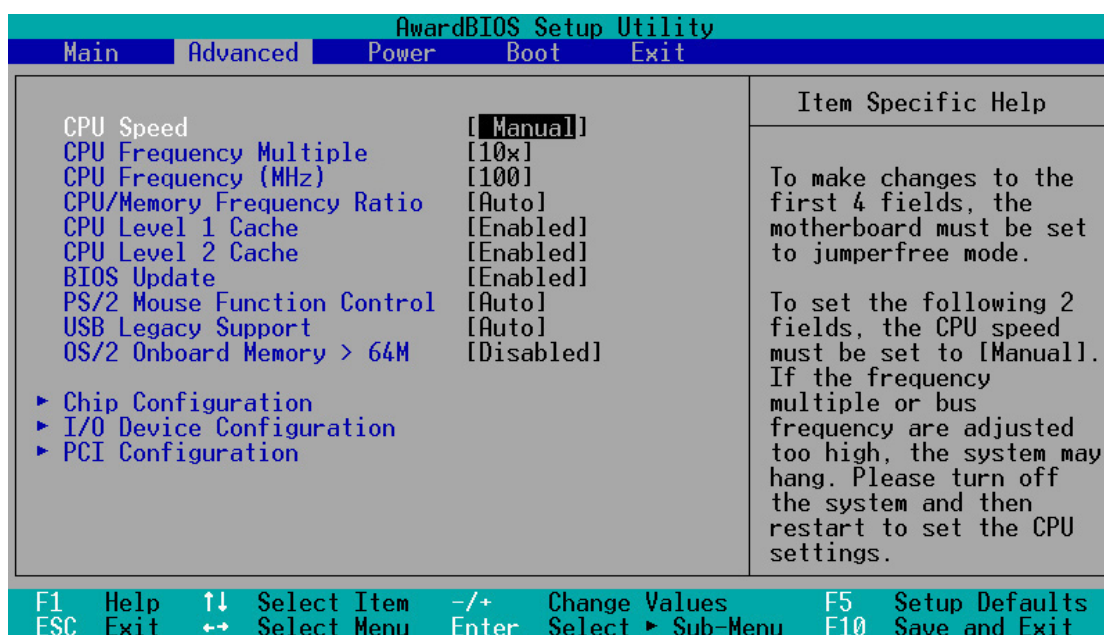 AwardBIOS Setup Utility
Main Advanced Power Boot Exit
CPU Speed [ Manual]
CPU Frequency Multiple [10x]
CPU Frequency (MHz) [100]
CPU/Memory Frequency Ratio [Auto]
CPU Level 1 Cache [Enabled]
CPU Level 2 Cache [Enabled]
BIOS Update [Enabled]
PS/2 Mouse Function Control [Auto]
USB Legacy Support [Auto]
OS/2 Onboard Memory > 64M [Disabled]
► Chip Configuration
► I/O Device Configuration
► PCI Configuration
Item Specific Help
To make changes to the
first 4 fields, the
motherboard must be set
to jumperfree mode.
To set the following 2
fields, the CPU speed
must be set to [Manual].
If the frequency
multiple or bus
frequency are adjusted
too high, the system may
hang. Please turn off
the system and then
restart to set the CPU
settings.
F1 Help ↑↓ Select Item -/+ Change Values F5 Setup Defaults
ESC Exit ←→ Select Menu Enter Select ► Sub-Menu F10 Save and Exit